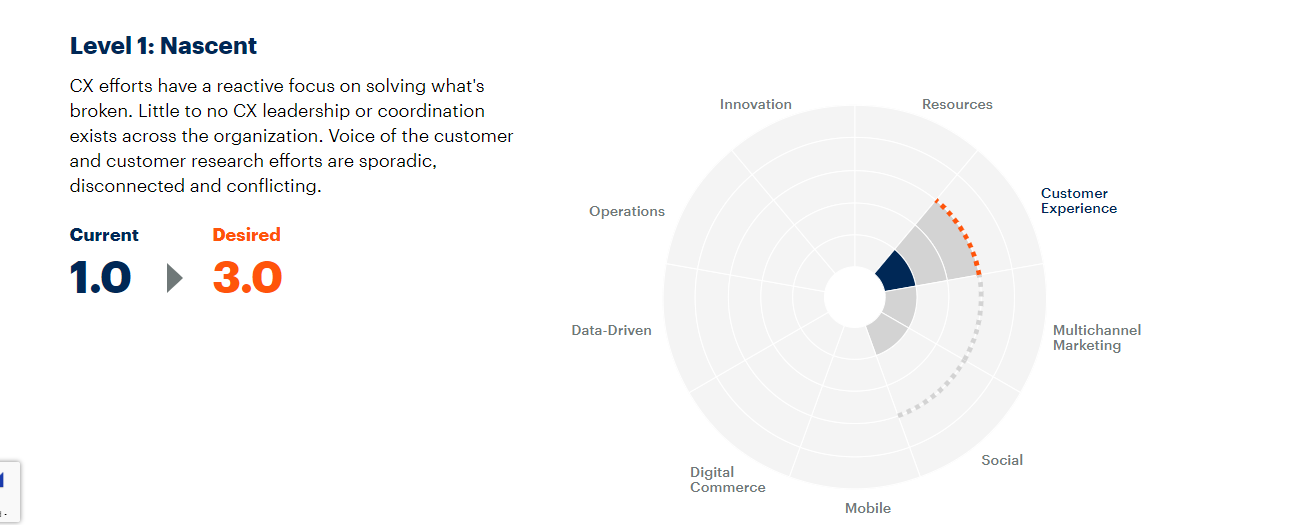 Level 1: Nascent
CX efforts have a reactive focus on solving what's
broken. Little to no CX leadership or coordination
exists across the organization. Voice of the customer
and customer research efforts are sporadic,
disconnected and conflicting.
Current
Desired
1.0
3.0
Innovation
Resources
Customer
Experience
Operations
Data-Driven
Multichannel
Marketing
Social
Digital
Commerce
Mobile